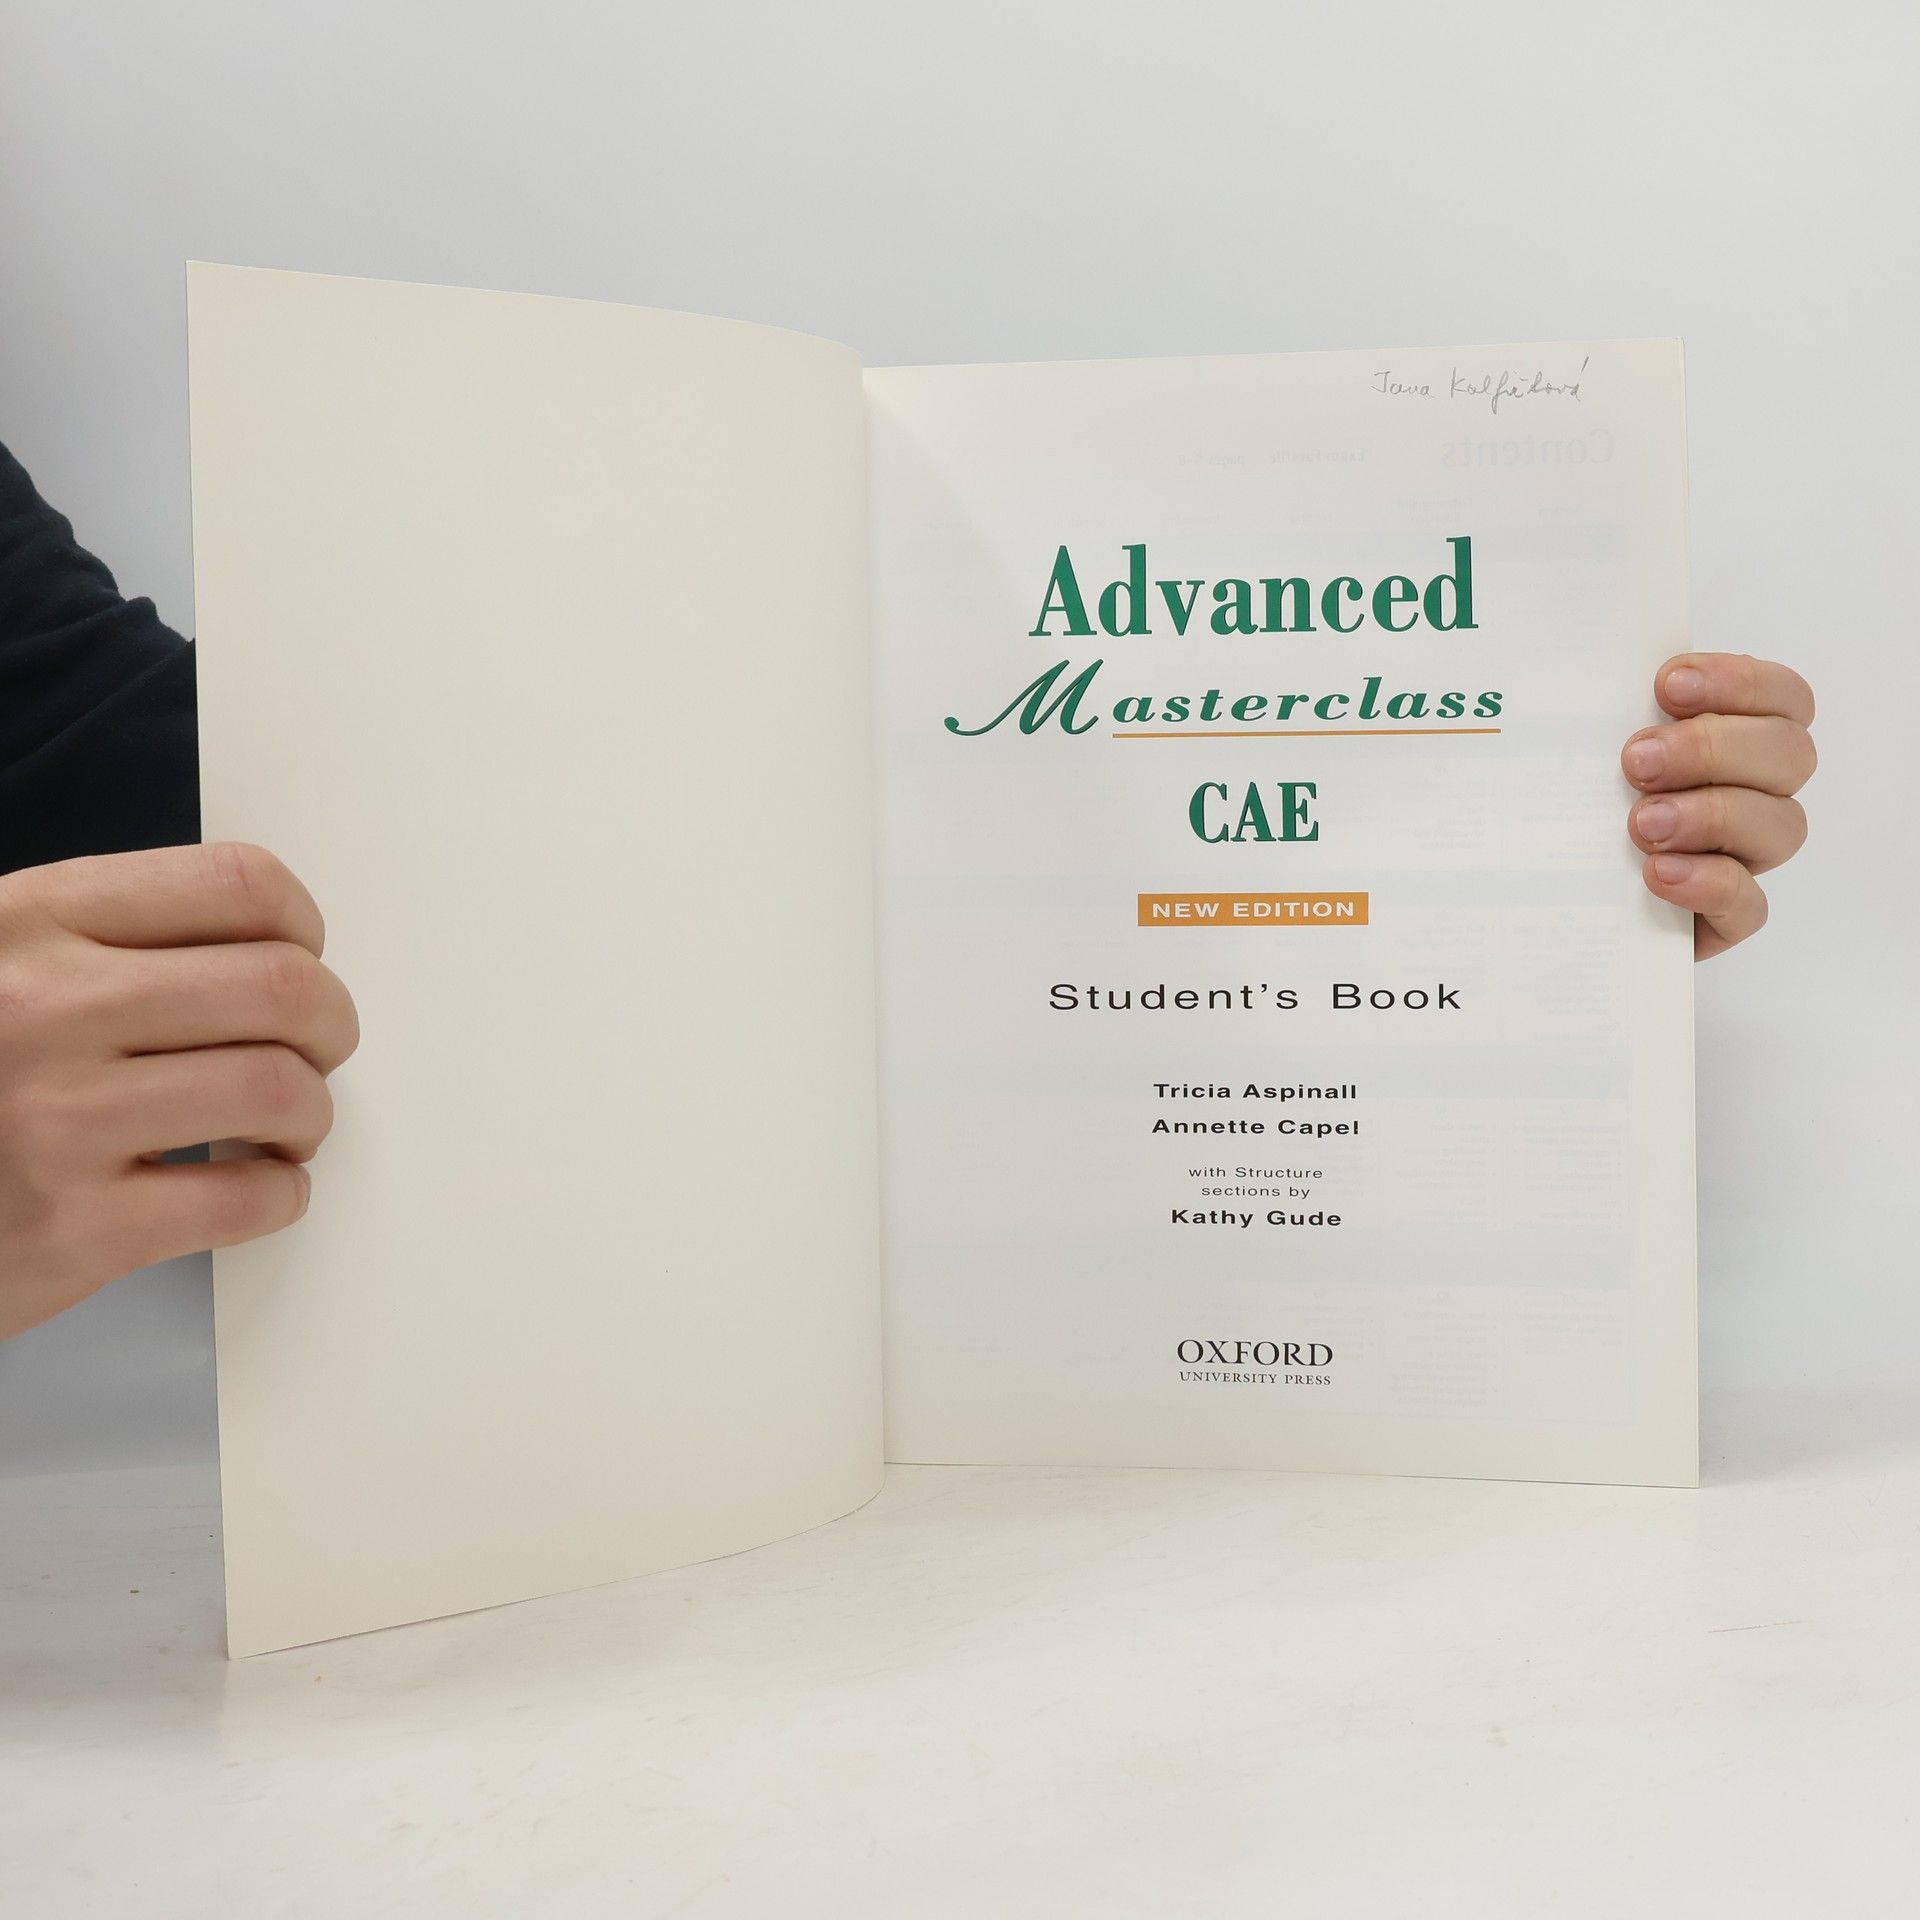 Jana
Advanced
Masterclass
CAE
NEW EDITION
Student's Book
Tricia Aspinall
Annette Capel
with Structure
sections by
Kathy Gude
OXFORD
UNIVERSITY PRESS